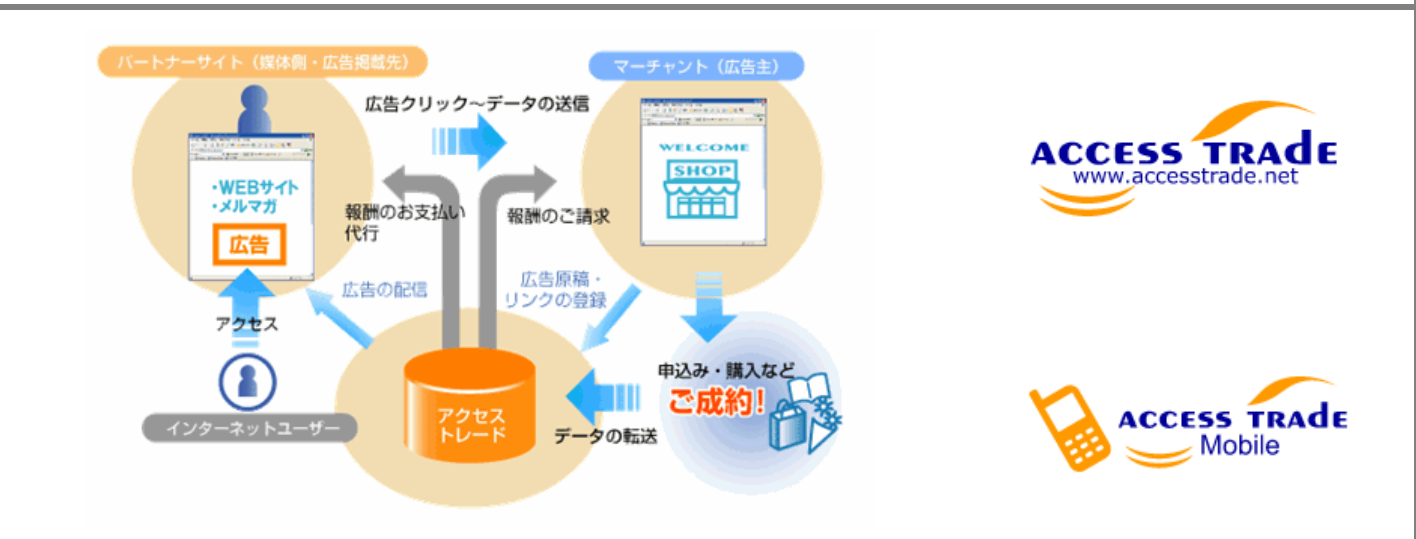 パートナーサイト（媒体側・広告掲載先）
マーチャント（広告主）
広告クリック～データの送信
・WEBサイト
・メルマガ
広告
WELCOME
SHOP
報酬のお支払い
代行
報酬のご請求
広告の配信
広告原稿・
リンクの登録
アクセス
インターネットユーザー
アクセス
トレード
申込み・購入など
ご成約!
データの転送
ACCESS TRAdE
www.accesstrade.net
ACCESS TRAdE
Mobile